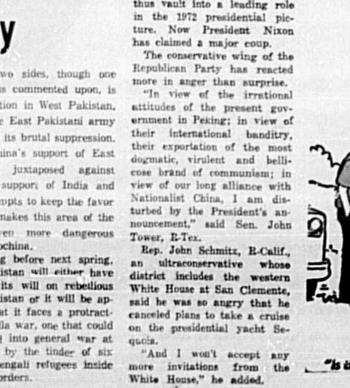 y
wo sides, though one
s commented upon, is
tion in West Pakistan,
e East Pakistani army
its brutal suppression.
ina's support of East
juxtaposed against
support of India and
mpts to keep the favor
makes this area of the
en more dangerous
ochina.
g before next spring,
istan will either have
its will on rebellious
istan or it will be ap-
at it faces a protract-
lla war, one that could
into general war at
by the tinder of six
engali refugees inside
orders.
thus vault into a leading role
in the 1972 presidential pic-
ture. Now President Nixon
has claimed a major coup.
The conservative wing of the
Republican Party has reacted
more in anger than surprise.
"In view of the irrational
attitudes of the present gov-
ernment in Peking; in view of
their international banditry,
their exportation of the most
dogmatic, virulent and belli-
cose brand of communism; in
view of our long alliance with
Nationalist China, I am dis-
turbed by the President's an-
nouncement," said Sen. John
Tower, R-Tex.
Rep. John Schmitz, R-Calif.,
an ultraconservative whose
district includes the western
White House at San Clemente,
said he was so angry that he
canceled plans to take a cruise
on the presidential yacht Se-
quoia.
"And I won't accept any
more invitations from the
White House," he added.
"Is